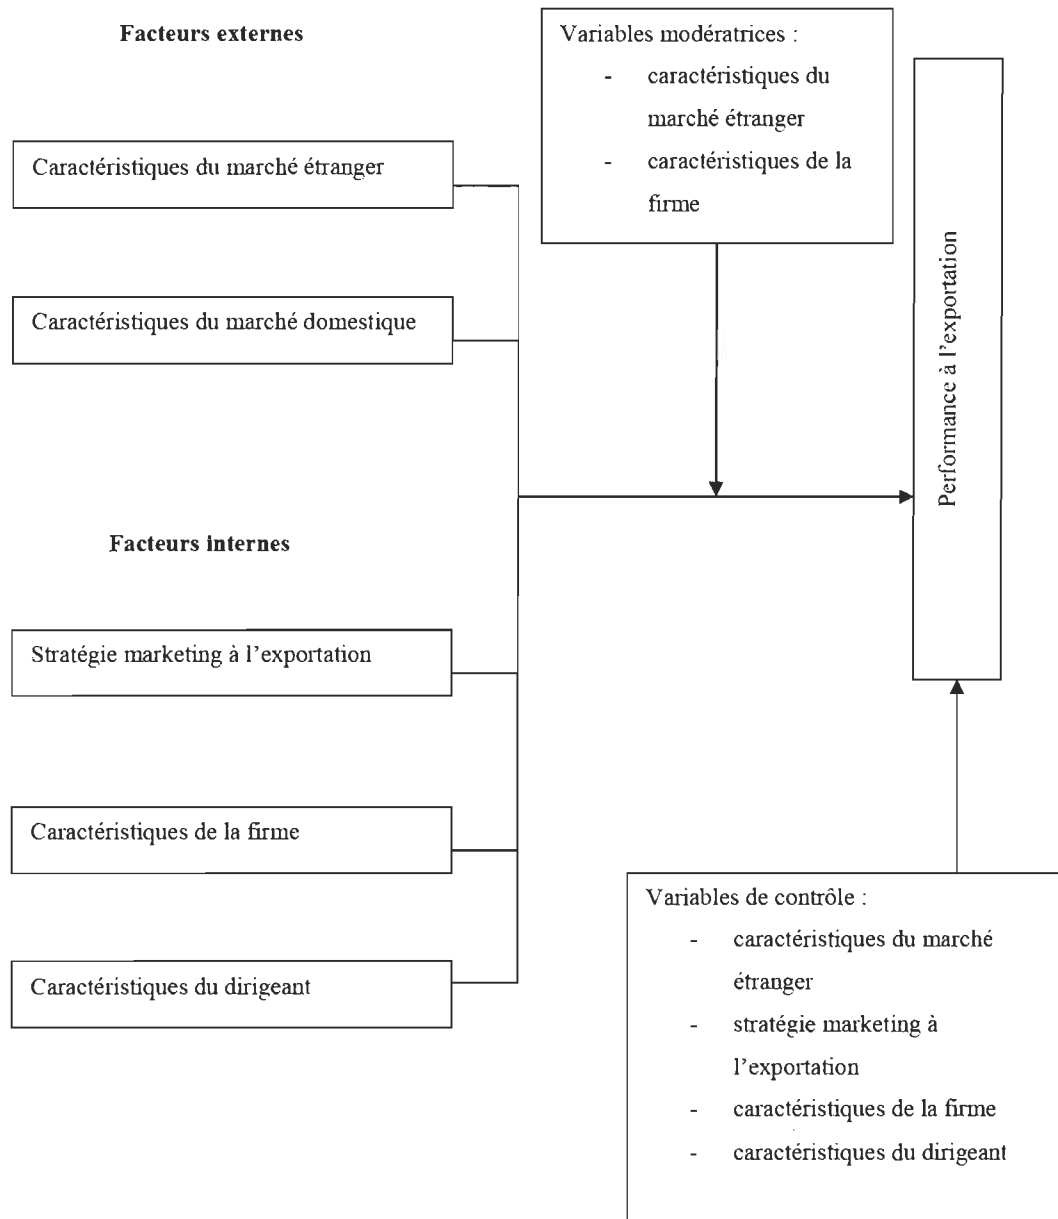 Facteurs externes
Caractéristiques du marché étranger
Caractéristiques du marché domestique
Facteurs internes
Stratégie marketing à l'exportation
Caractéristiques de la firme
Caractéristiques du dirigeant
Variables modératrices :
- caractéristiques du
marché étranger
- caractéristiques de la
firme
Performance à l'exportation
Variables de contrôle :
- caractéristiques du marché
étranger
- stratégie marketing à
l'exportation
- caractéristiques de la firme
- caractéristiques du dirigeant